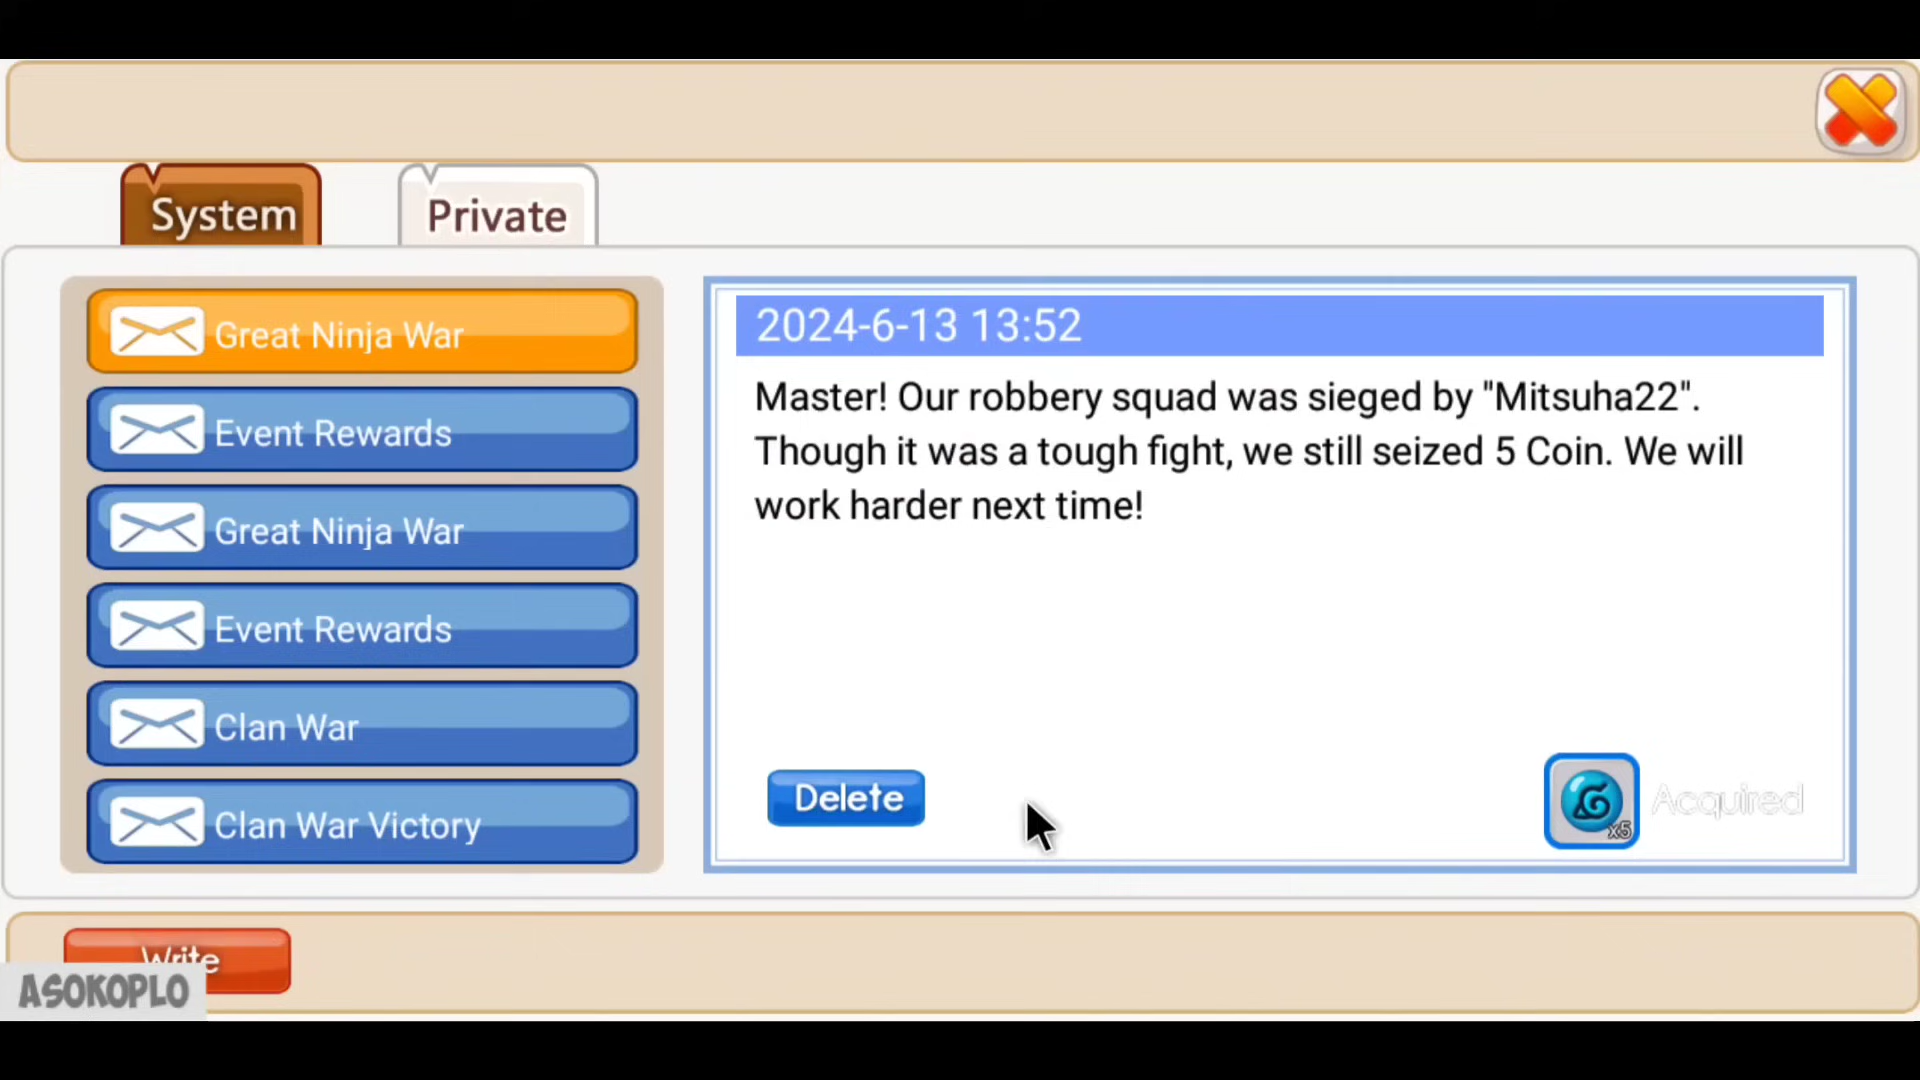 System
Private
Great Ninja War
Event Rewards
Great Ninja War
Event Rewards
Clan War
Clan War Victory
2024-6-13 13:52
Master! Our robbery squad was sieged by "Mitsuha22".
Though it was a tough fight, we still seized 5 Coin. We will
work harder next time!
Delete
x5
Acquired
Write
ASOKOPLO